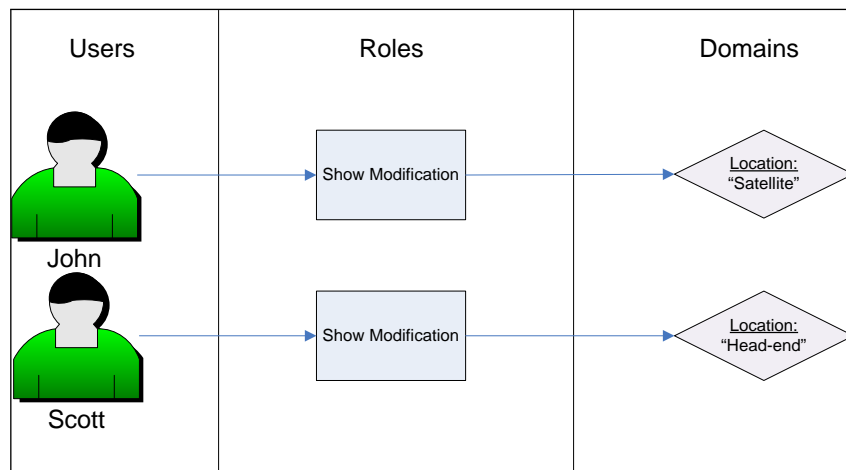 Users
Roles
Domains
Show Modification
Location:
“Satellite”
John
Show Modification
Location:
“Head-end”
Scott